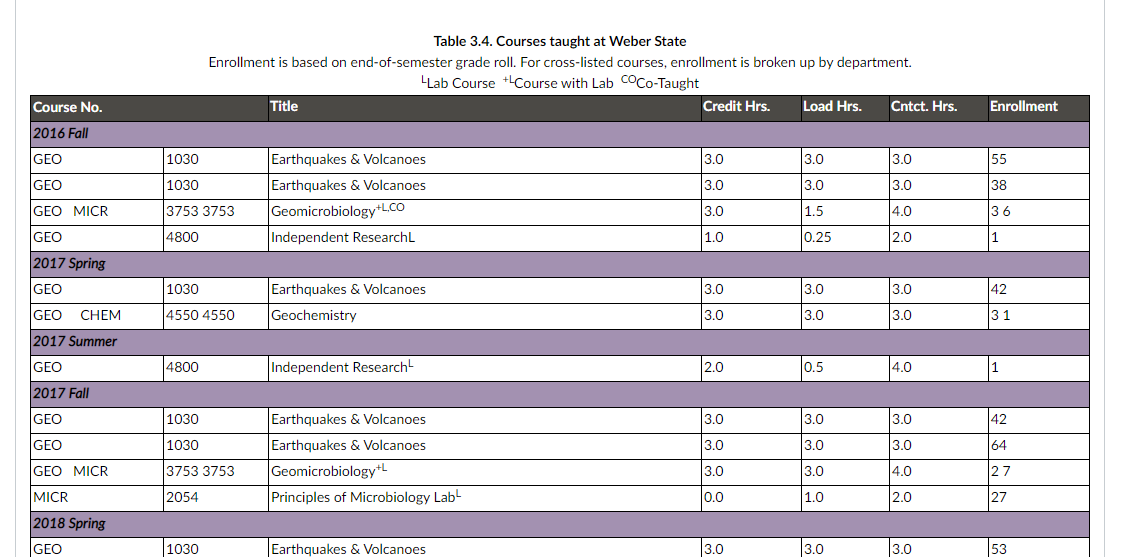 Table 3.4. Courses taught at Weber State
Enrollment is based on end-of-semester grade roll. For cross-listed courses, enrollment is broken up by department.
LLab Course +LCourse with Lab COCo-Taught
Course No. Title Credit Hrs. Load Hrs. Cntct. Hrs. Enrollment
2016 Fall
GEO 1030 Earthquakes & Volcanoes 3.0 3.0 3.0 55
GEO 1030 Earthquakes & Volcanoes 3.0 3.0 3.0 38
GEO MICR 3753 3753 Geomicrobiology+L,CO 3.0 1.5 4.0 3 6
GEO 4800 Independent ResearchL 1.0 0.25 2.0 1
2017 Spring
GEO 1030 Earthquakes & Volcanoes 3.0 3.0 3.0 42
GEO CHEM 4550 4550 Geochemistry 3.0 3.0 3.0 3 1
2017 Summer
GEO 4800 Independent ResearchL 2.0 0.5 4.0 1
2017 Fall
GEO 1030 Earthquakes & Volcanoes 3.0 3.0 3.0 42
GEO 1030 Earthquakes & Volcanoes 3.0 3.0 3.0 64
GEO MICR 3753 3753 Geomicrobiology+L 3.0 3.0 4.0 2 7
MICR 2054 Principles of Microbiology LabL 0.0 1.0 2.0 27
2018 Spring
GEO 1030 Earthquakes & Volcanoes 3.0 3.0 3.0 53